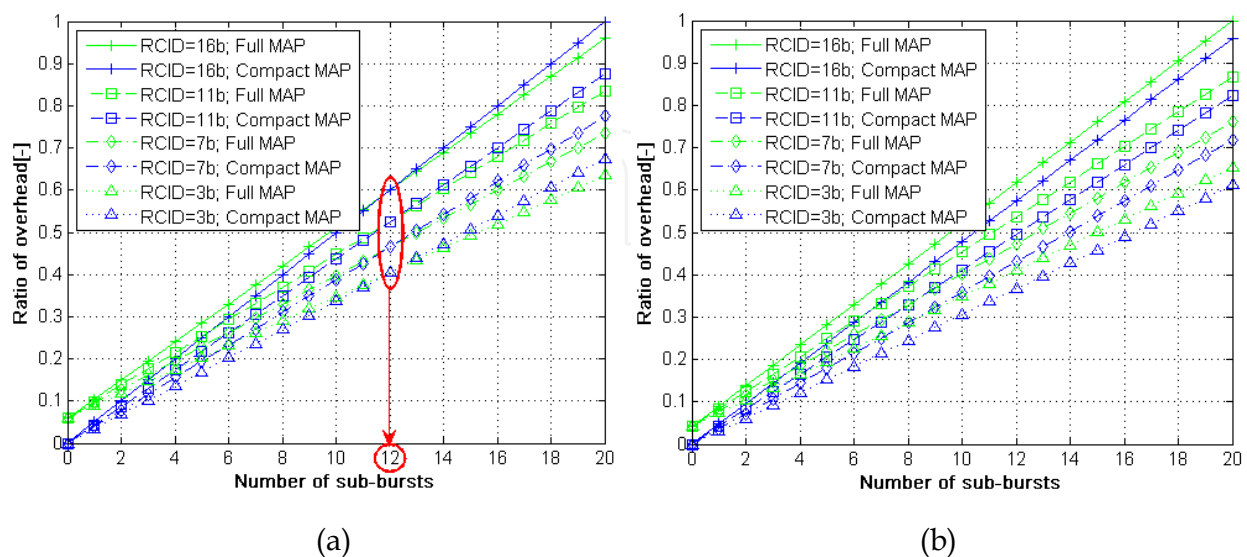 1
0.9
0.8
0.7
0.6
0.5
0.4
0.3
0.2
0.1
0
Ratio of overhead[-]
RCID=16b; Full MAP
RCID=16b; Compact MAP
RCID=11b; Full MAP
RCID=11b; Compact MAP
RCID=7b; Full MAP
RCID=7b; Compact MAP
RCID=3b; Full MAP
RCID=3b; Compact MAP
0 2 4 6 8 10 12 14 16 18 20
Number of sub-bursts
(a)
1
0.9
0.8
0.7
0.6
0.5
0.4
0.3
0.2
0.1
0
Ratio of overhead[-]
RCID=16b; Full MAP
RCID=16b; Compact MAP
RCID=11b; Full MAP
RCID=11b; Compact MAP
RCID=7b; Full MAP
RCID=7b; Compact MAP
RCID=3b; Full MAP
RCID=3b; Compact MAP
0 2 4 6 8 10 12 14 16 18 20
Number of sub-bursts
(b)